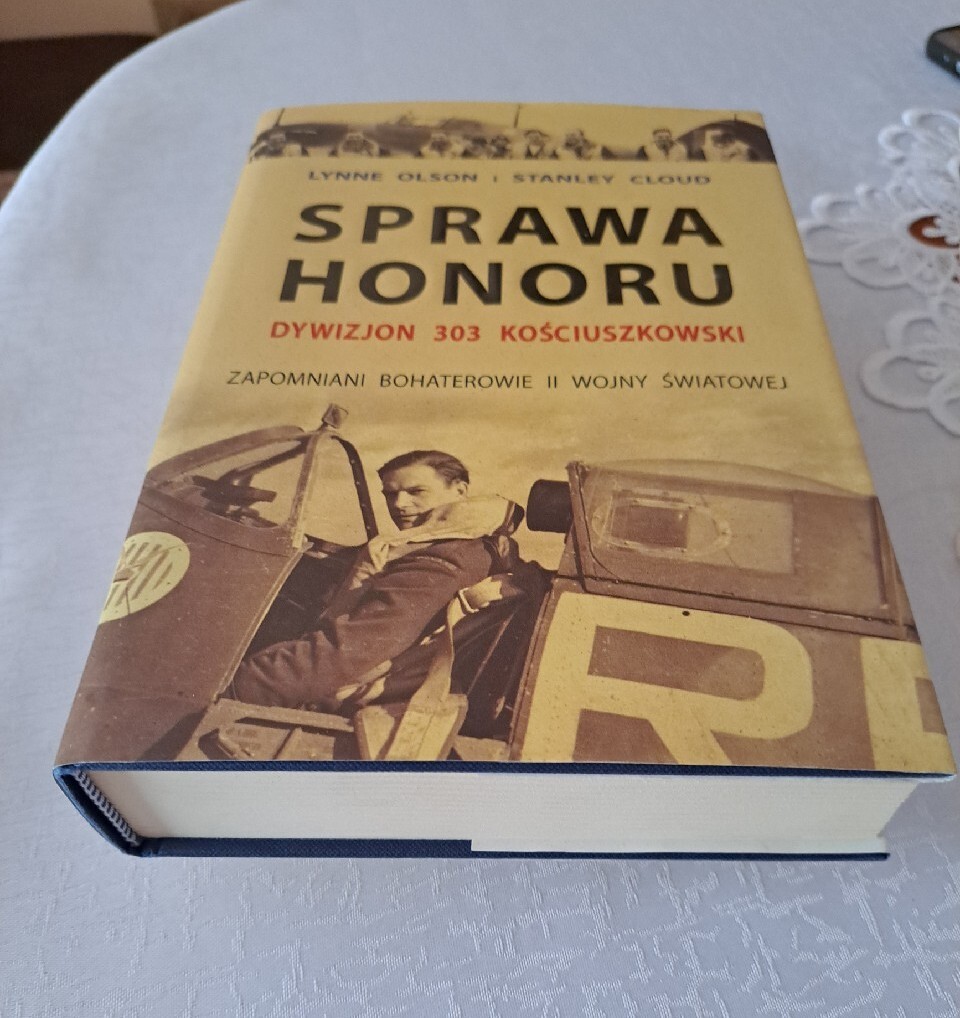 LYNNE OLSON I STANLEY CLOUD
SPRAWA
HONORU
DYWIZJON 303 KOŚCIUSZKOWSKI
ZAPOMNIANI BOHATEROWIE II WOJNY ŚWIATOWEJ
R